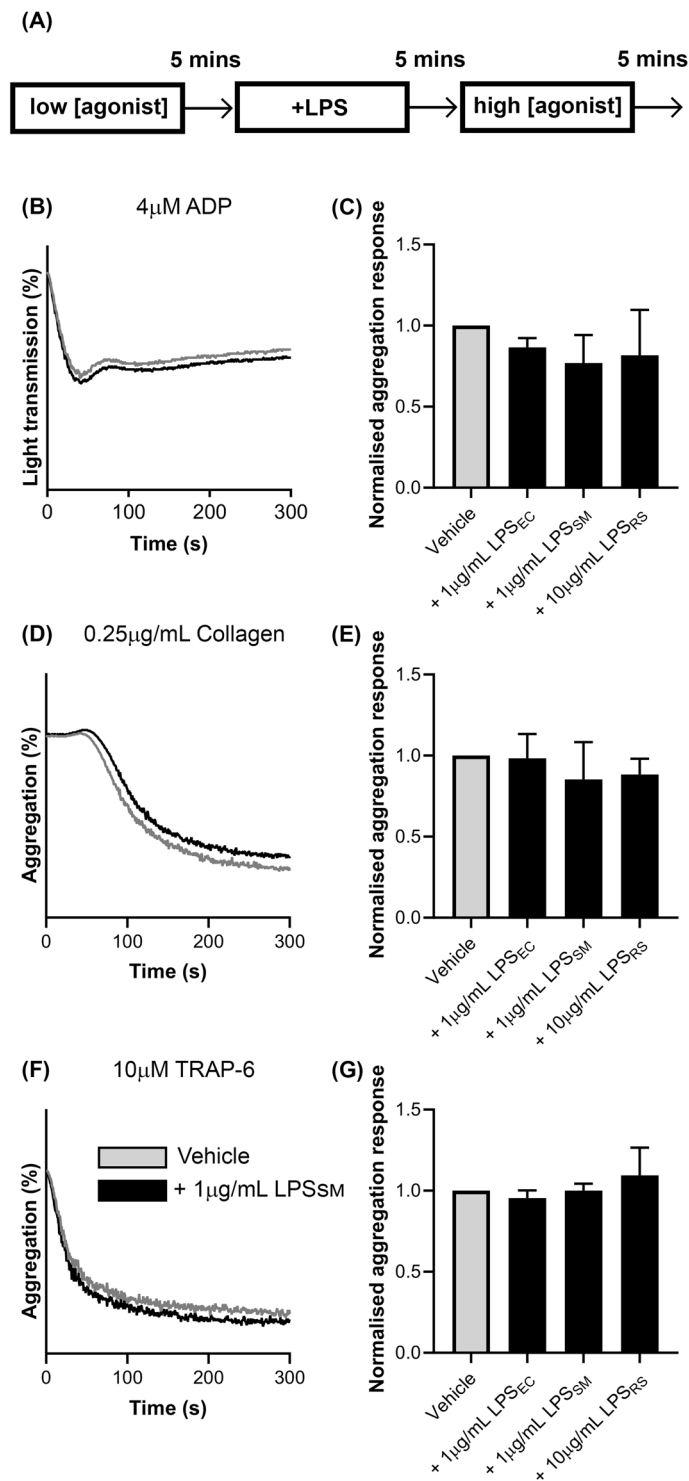 (A)
5 mins 5 mins 5 mins
low [agonist] +LPS high [agonist]
(B) 4μM ADP
Light transmission (%)
0 100 200 300
Time (s)
(C)
Normalised aggregation response
1.5
1.0
0.5
0.0
Vehicle
+ 1μg/mL LPSEC
+ 1μg/mL LPSSM
+ 10μg/mL LPSRS
(D) 0.25μg/mL Collagen
Aggregation (%)
0 100 200 300
Time (s)
(E)
Normalised aggregation response
1.5
1.0
0.5
0.0
Vehicle
+ 1μg/mL LPSEC
+ 1μg/mL LPSSM
+ 10μg/mL LPSRS
(F) 10μM TRAP-6
Vehicle
+ 1μg/mL LPSSM
Aggregation (%)
0 100 200 300
Time (s)
(G)
Normalised aggregation response
1.5
1.0
0.5
0.0
Vehicle
+ 1μg/mL LPSEC
+ 1μg/mL LPSSM
+ 10μg/mL LPSRS